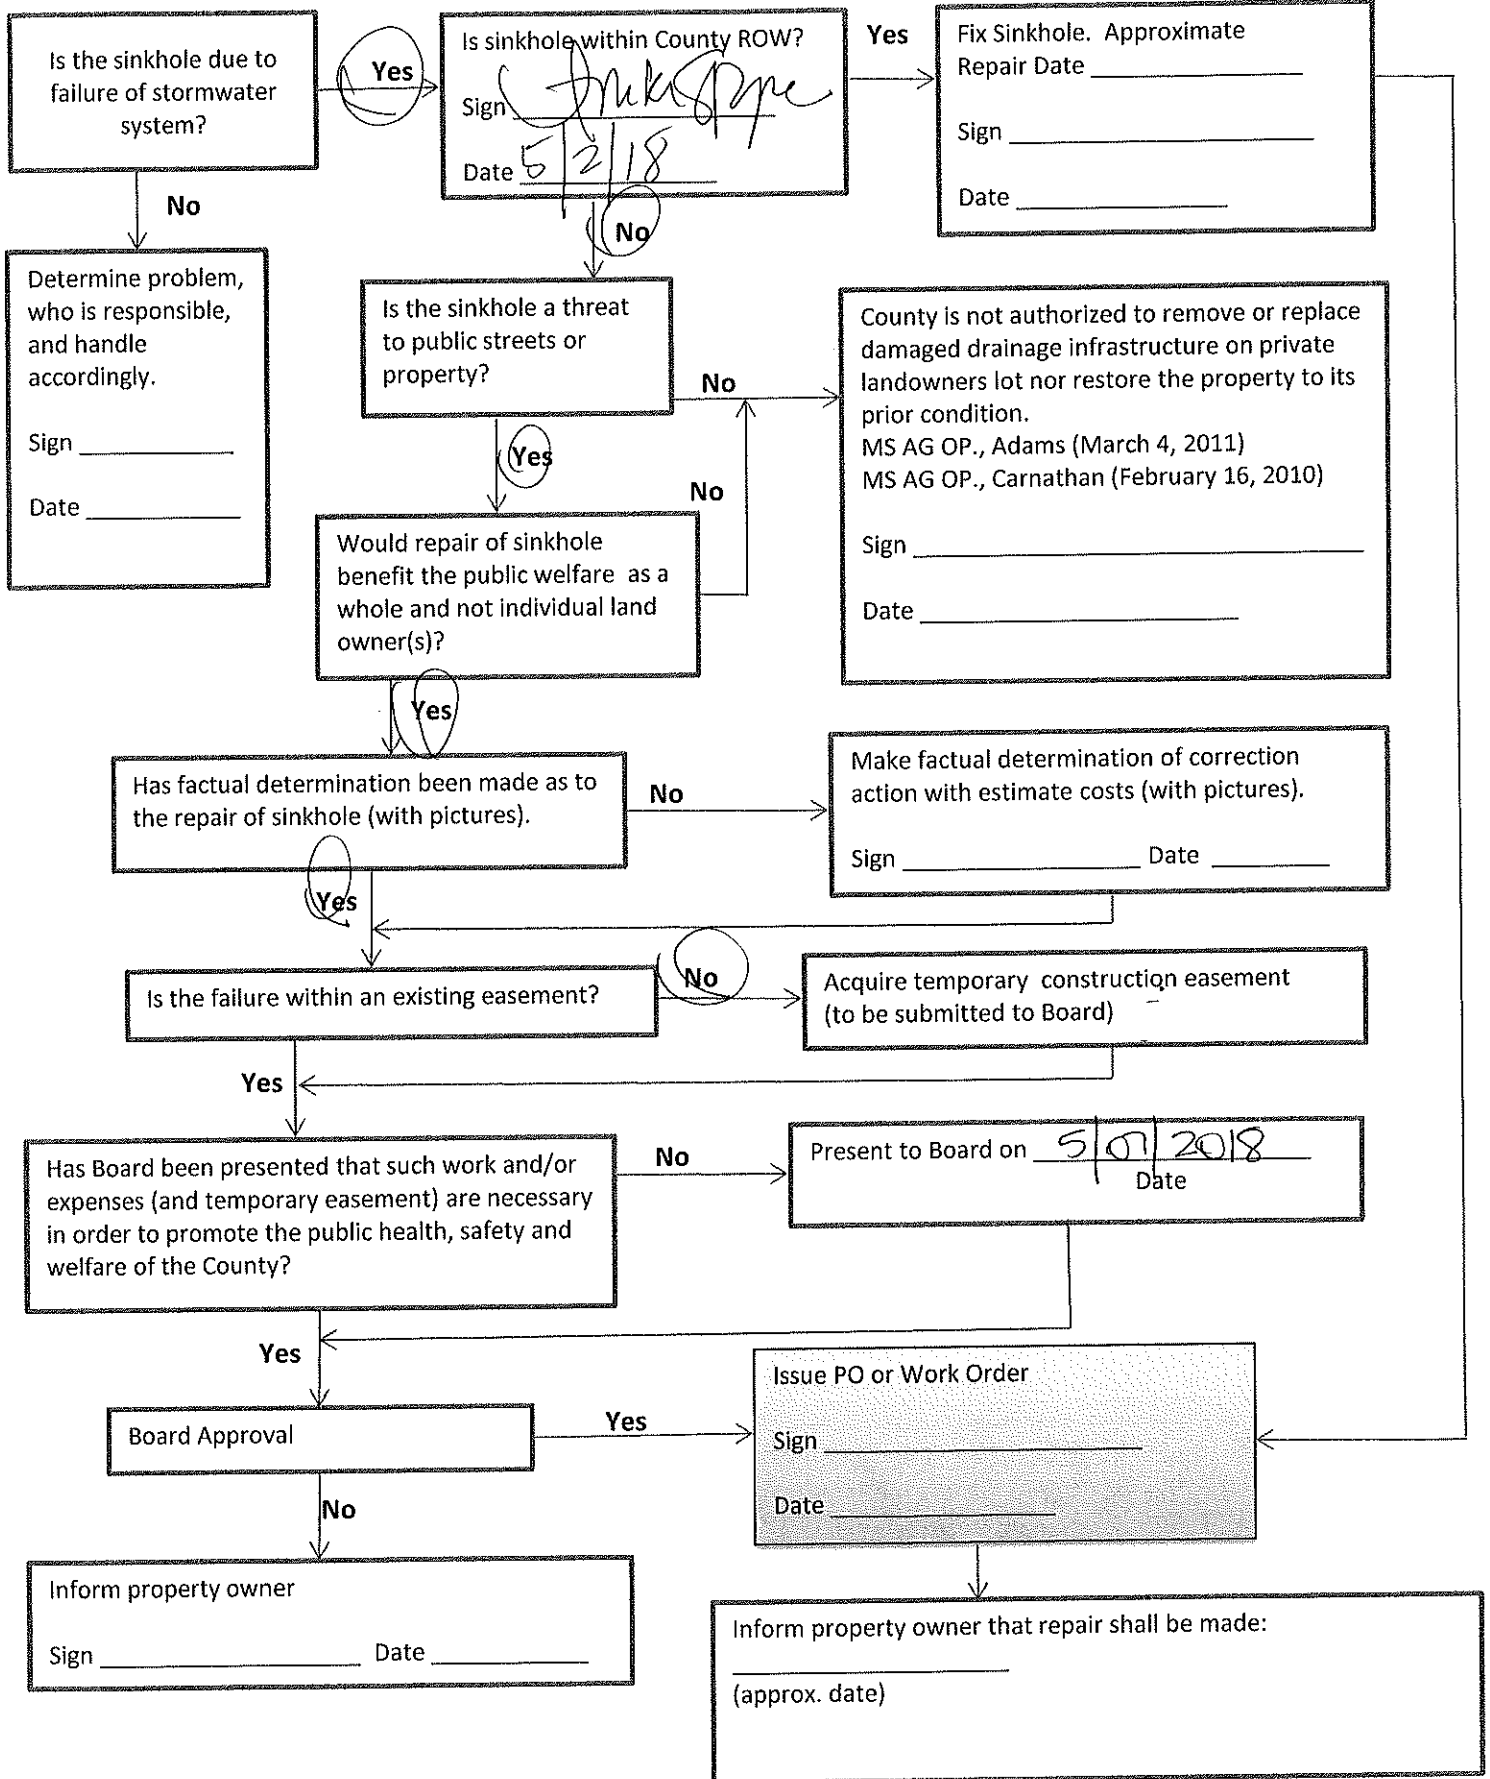 Is the sinkhole due to
failure of stormwater
system?
Yes
Is sinkhole within County ROW?
Sign
Date 5/2/18
Yes
Fix Sinkhole. Approximate
Repair Date
Sign
Date
No
No
Determine problem,
who is responsible,
and handle
accordingly.
Sign
Date
Is the sinkhole a threat
to public streets or
property?
No
County is not authorized to remove or replace
damaged drainage infrastructure on private
landowners lot nor restore the property to its
prior condition.
MS AG OP., Adams (March 4, 2011)
MS AG OP., Carnathan (February 16, 2010)
Sign
Date
Yes
No
Would repair of sinkhole
benefit the public welfare as a
whole and not individual land
owner(s)?
Yes
Has factual determination been made as to
the repair of sinkhole (with pictures).
No
Make factual determination of correction
action with estimate costs (with pictures).
Sign Date
Yes
Is the failure within an existing easement?
No
Acquire temporary construction easement
(to be submitted to Board)
Yes
Has Board been presented that such work and/or
expenses (and temporary easement) are necessary
in order to promote the public health, safety and
welfare of the County?
No
Present to Board on 5/07/2018
Date
Yes
Board Approval
Yes
Issue PO or Work Order
Sign
Date
No
Inform property owner
Sign Date
Inform property owner that repair shall be made:
(approx. date)